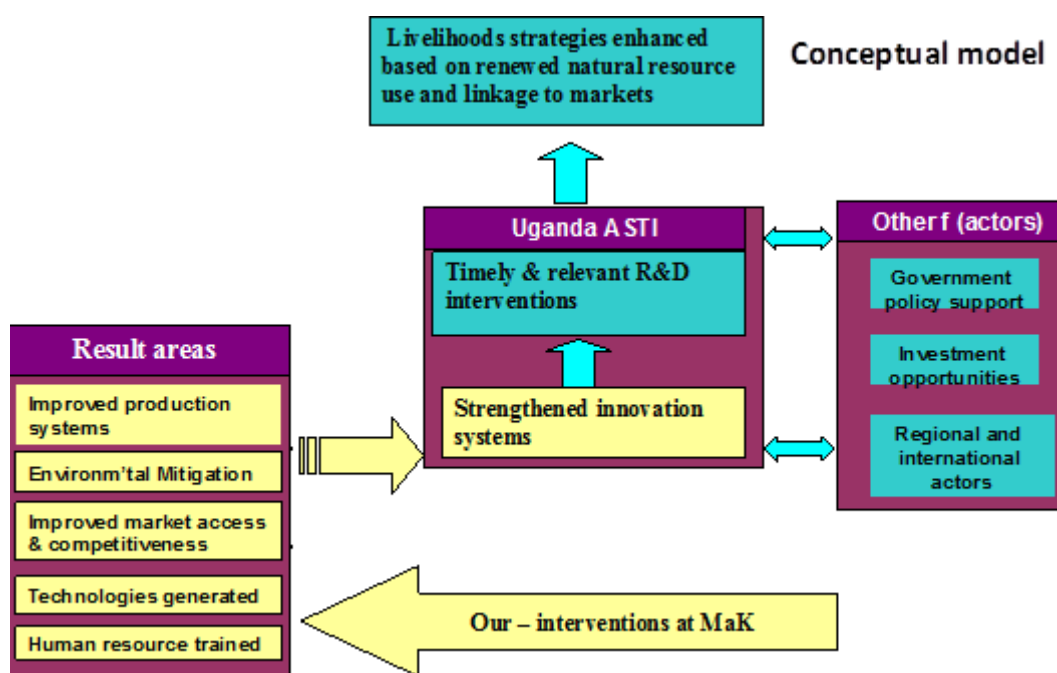 Livelihoods strategies enhanced
based on renewed natural resource
use and linkage to markets
Conceptual model
Uganda ASTI
Timely & relevant R&D
interventions
Strengthened innovation
systems
Other f (actors)
Government
policy support
Investment
opportunities
Regional and
international
actors
Result areas
Improved production
systems
Environm'tal Mitigation
Improved market access
& competitiveness
Technologies generated
Human resource trained
Our – interventions at MaK